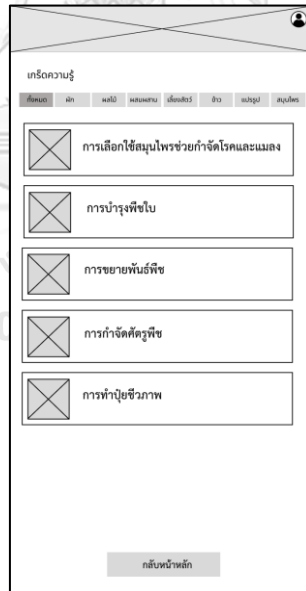 เกร็ดความรู้
ทั้งหมด ผัก ผลไม้ ผสมผสาน เลี้ยงสัตว์ ข้าว แปรรูป สมุนไพร
การเลือกใช้สมุนไพรช่วยกำจัดโรคและแมลง
การบำรุงพืชใบ
การขยายพันธ์พืช
การกำจัดศัตรูพืช
การทำปุ๋ยชีวภาพ
กลับหน้าหลัก